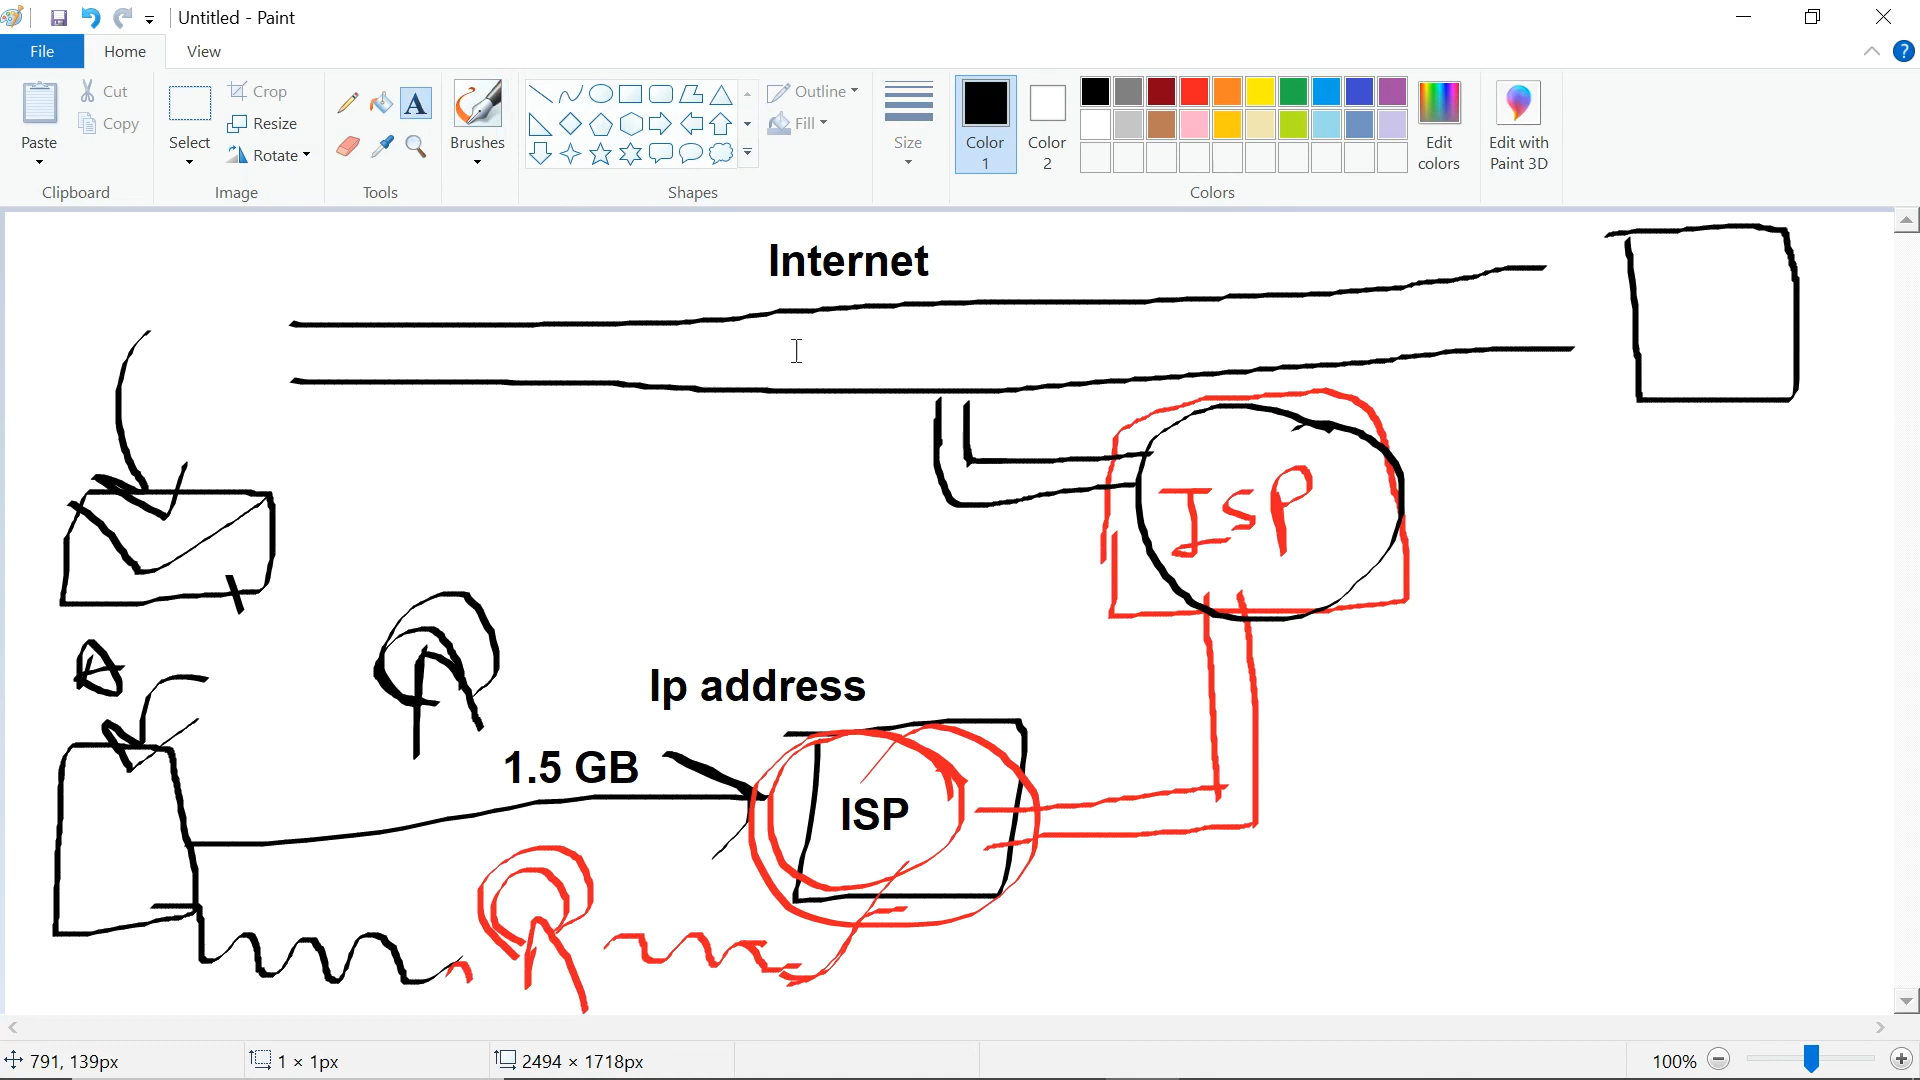 Untitled - Paint
File Home View
Paste
Cut
Copy
Clipboard
Select
Crop
Resize
Rotate
Image
A
Tools
Brushes
Shapes
Outline
Fill
Size
Color 1
Color 2
Edit colors
Colors
Edit with Paint 3D
?
Internet
ISP
Ip address
1.5 GB
ISP
791, 139px
1 × 1px
2494 × 1718px
100%